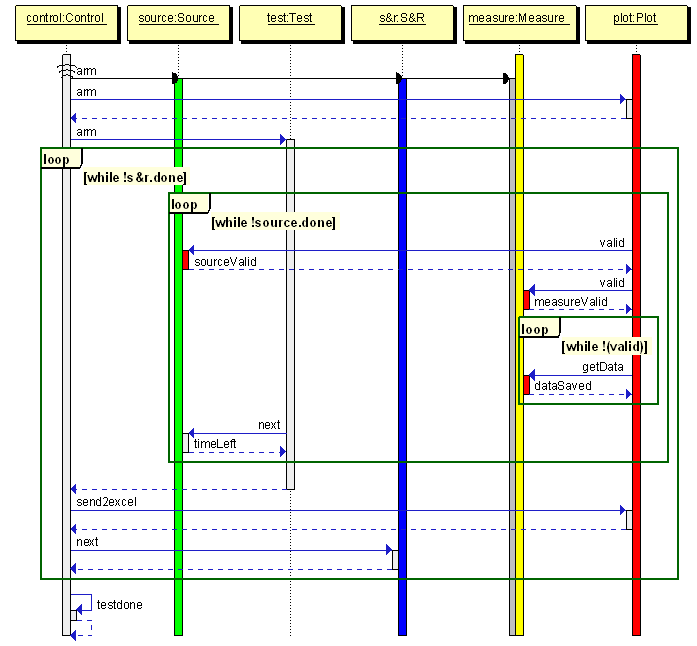 control:Control source:Source test:Test s&r:S&R measure:Measure plot:Plot
arm
arm
arm
loop
[while !s&r.done]
loop
[while !source.done]
valid
sourceValid
valid
measureValid
loop
[while !(valid)]
getData
dataSaved
next
timeLeft
send2excel
next
testdone